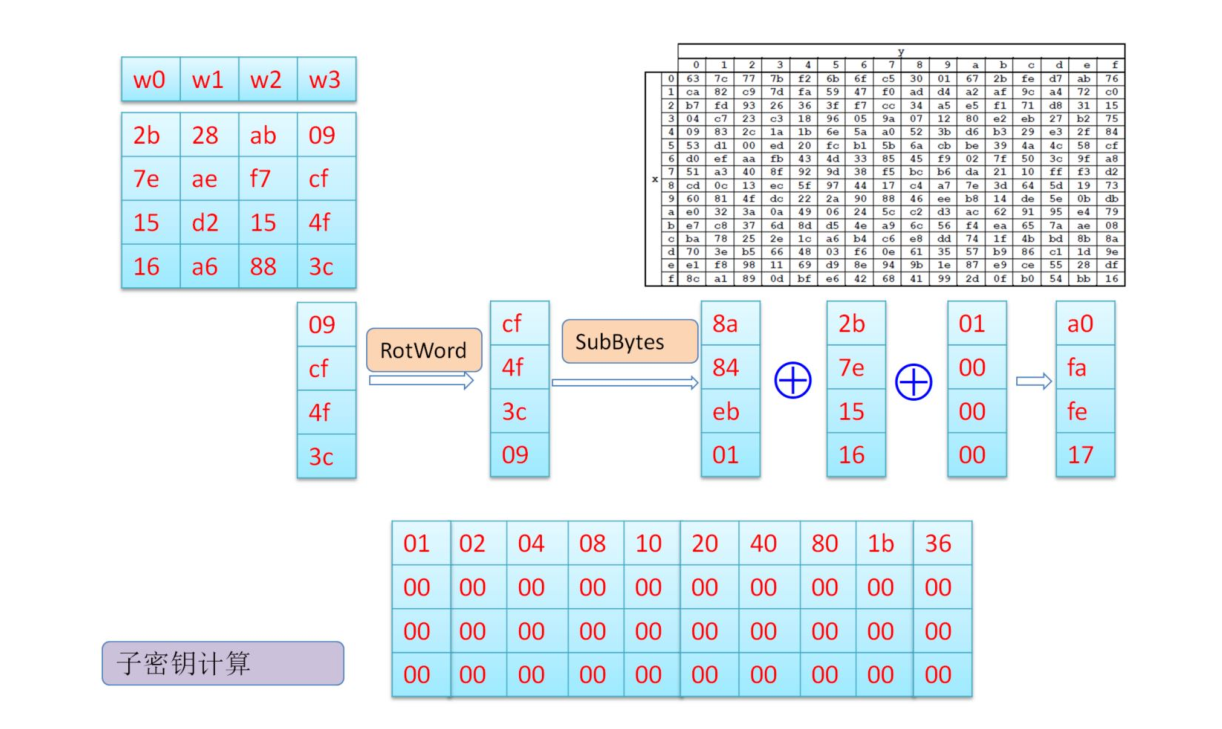 w0 w1 w2 w3
2b 28 ab 09
7e ae f7 cf
15 d2 15 4f
16 a6 88 3c
y
0 1 2 3 4 5 6 7 8 9 a b c d e f
x
0 63 7c 77 7b f2 6b 6f c5 30 01 67 2b fe d7 ab 76
1 ca 82 c9 7d fa 59 47 f0 ad d4 a2 af 9c a4 72 c0
2 b7 fd 93 26 36 3f f7 cc 34 a5 e5 f1 71 d8 31 15
3 04 c7 23 c3 18 96 05 9a 07 12 80 e2 eb 27 b2 75
4 09 83 2c 1a 1b 6e 5a a0 52 3b d6 b3 29 e3 2f 84
5 53 d1 00 ed 20 fc b1 5b 6a cb be 39 4a 4c 58 cf
6 d0 ef aa fb 43 4d 33 85 45 f9 02 7f 50 3c 9f a8
7 51 a3 40 8f 92 9d 38 f5 bc b6 da 21 10 ff f3 d2
8 cd 0c 13 ec 5f 97 44 17 c4 a7 7e 3d 64 5d 19 73
9 60 81 4f dc 22 2a 90 88 46 ee b8 14 de 5e 0b db
a e0 32 3a 0a 49 06 24 5c c2 d3 ac 62 91 95 e4 79
b e7 c8 37 6d 8d d5 4e a9 6c 56 f4 ea 65 7a ae 08
c ba 78 25 2e 1c a6 b4 c6 e8 dd 74 1f 4b bd 8b 8a
d 70 3e b5 66 48 03 f6 0e 61 35 57 b9 86 c1 1d 9e
e e1 f8 98 11 69 d9 8e 94 9b 1e 87 e9 ce 55 28 df
f 8c a1 89 0d bf e6 42 68 41 99 2d 0f b0 54 bb 16
09
cf
4f
3c
RotWord
cf
4f
3c
09
SubBytes
8a
84
eb
01
2b
7e
15
16
01
00
00
00
a0
fa
fe
17
01 02 04 08 10 20 40 80 1b 36
00 00 00 00 00 00 00 00 00 00
00 00 00 00 00 00 00 00 00 00
00 00 00 00 00 00 00 00 00 00
子密钥计算